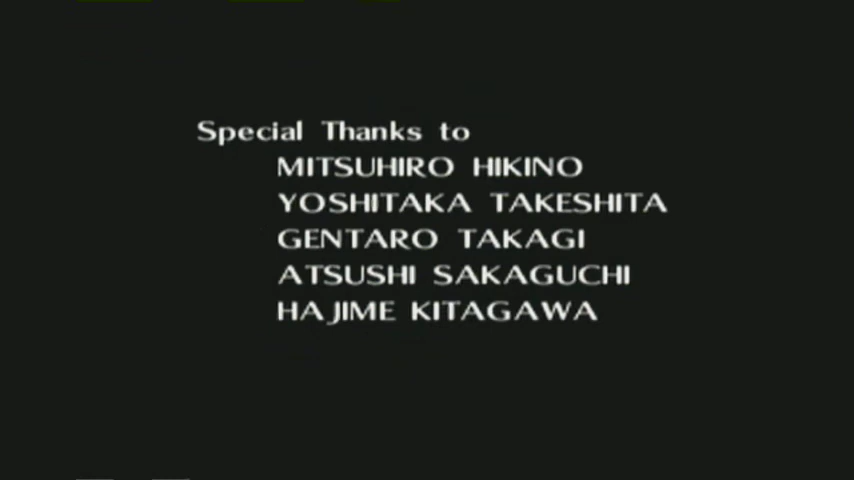 Special Thanks to
MITSUHIRO HIKINO
YOSHITAKA TAKESHITA
GENTARO TAKAGI
ATSUSHI SAKAGUCHI
HAJIME KITAGAWA